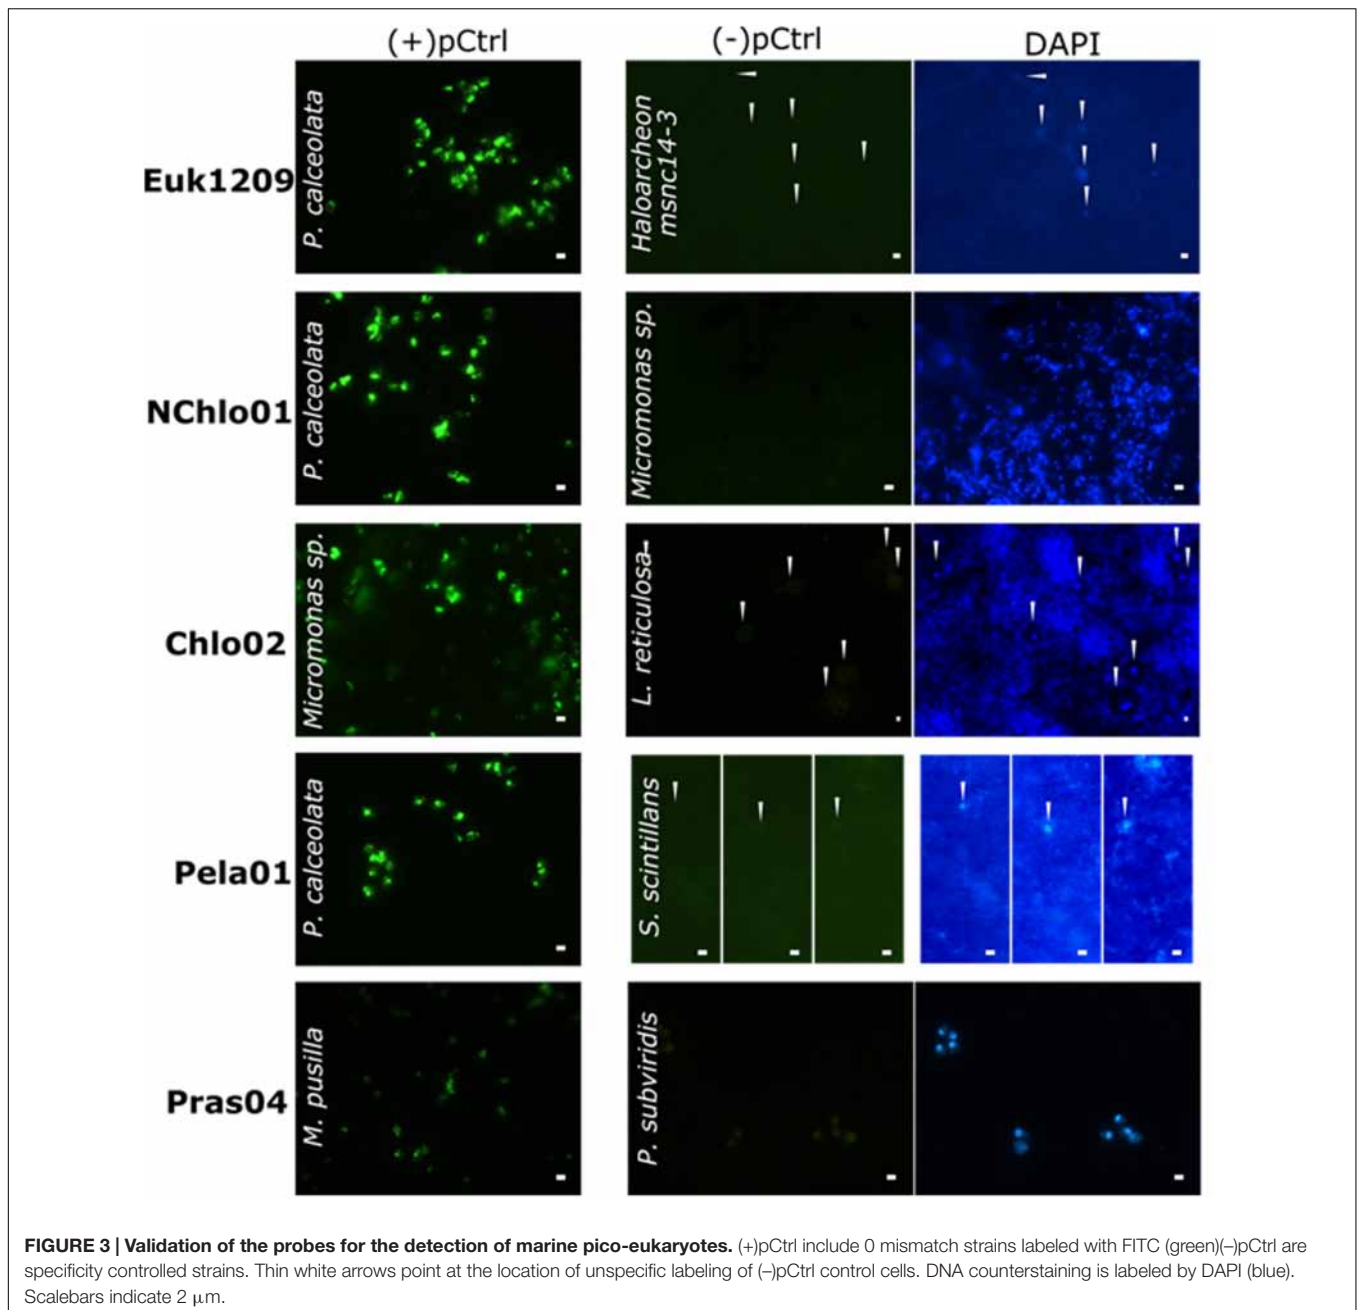 (+)pCtrl (-)pCtrl DAPI
Euk1209 P. calceolata Haloarcheon msnc14-3
NChlo01 P. calceolata Micromonas sp.
Chlo02 Micromonas sp. L. reticulosa
Pela01 P. calceolata S. scintillans
Pras04 M. pusilla P. subviridis
FIGURE 3 | Validation of the probes for the detection of marine pico-eukaryotes. (+)pCtrl include 0 mismatch strains labeled with FITC (green)(–)pCtrl are
specificity controlled strains. Thin white arrows point at the location of unspecific labeling of (–)pCtrl control cells. DNA counterstaining is labeled by DAPI (blue).
Scalebars indicate 2 μm.